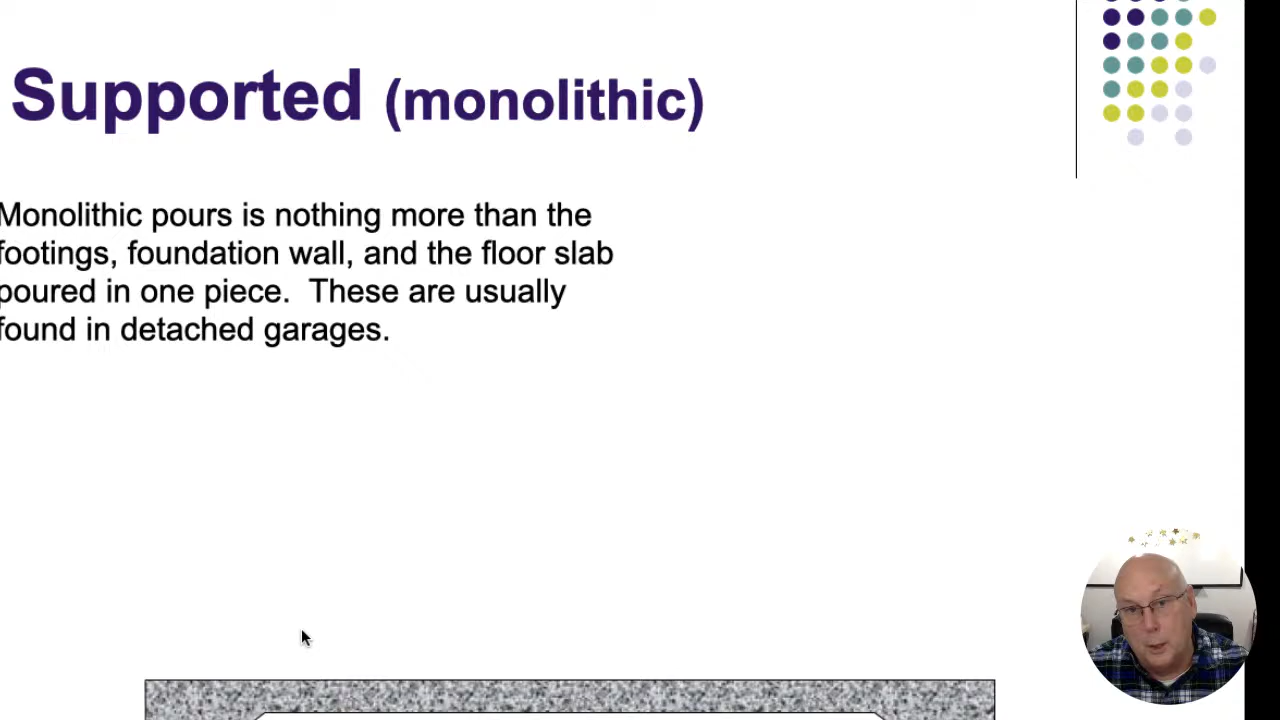 Supported (monolithic)
Monolithic pours is nothing more than the
footings, foundation wall, and the floor slab
poured in one piece.  These are usually
found in detached garages.